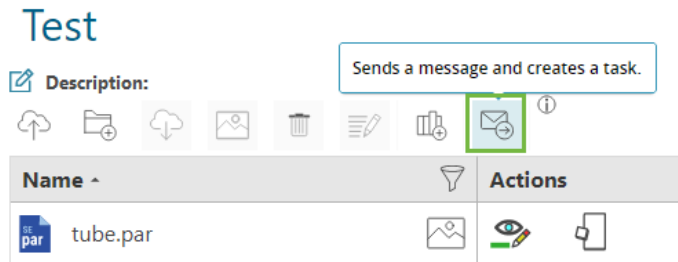 Test
Sends a message and creates a task.
Description:
Name
Actions
SE
par
tube.par